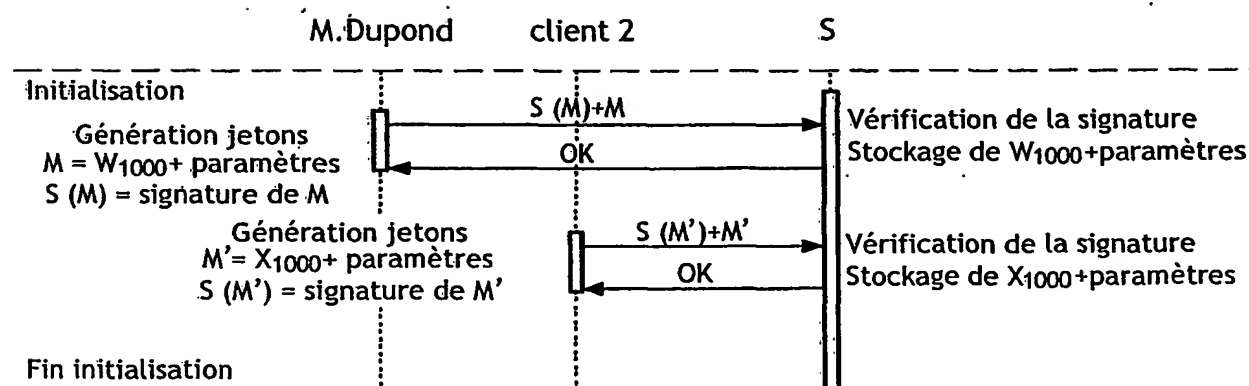 M.Dupond client 2 S
Initialisation
S (M)+M
Génération jetons
M = W1000+ paramètres
S (M) = signature de M
OK
Vérification de la signature
Stockage de W1000+paramètres
Génération jetons
M'= X1000+ paramètres
S (M') = signature de M'
S (M')+M'
OK
Vérification de la signature
Stockage de X1000+paramètres
Fin initialisation